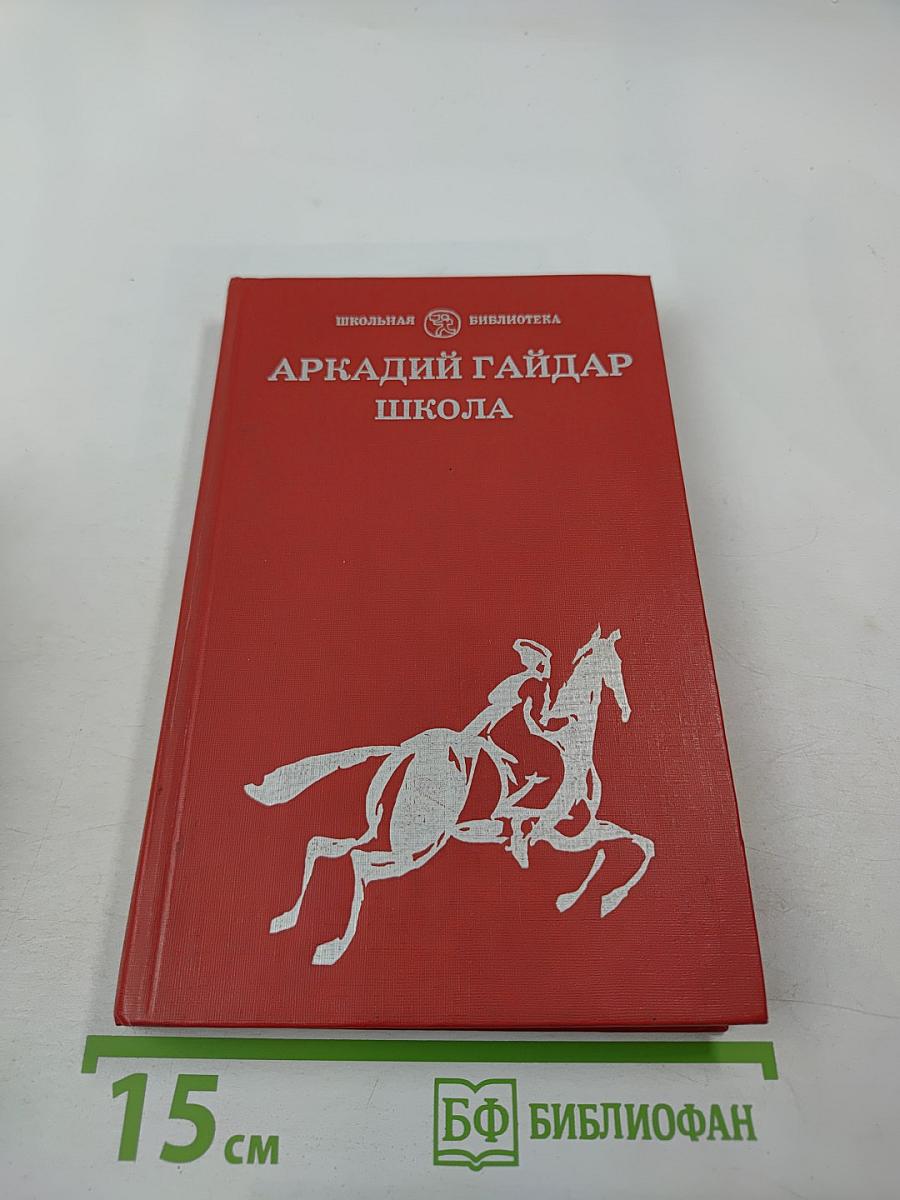 ШКОЛЬНАЯ БИБЛИОТЕКА
АРКАДИЙ ГАЙДАР
ШКОЛА
15 см
БФ БИБЛИОФАН